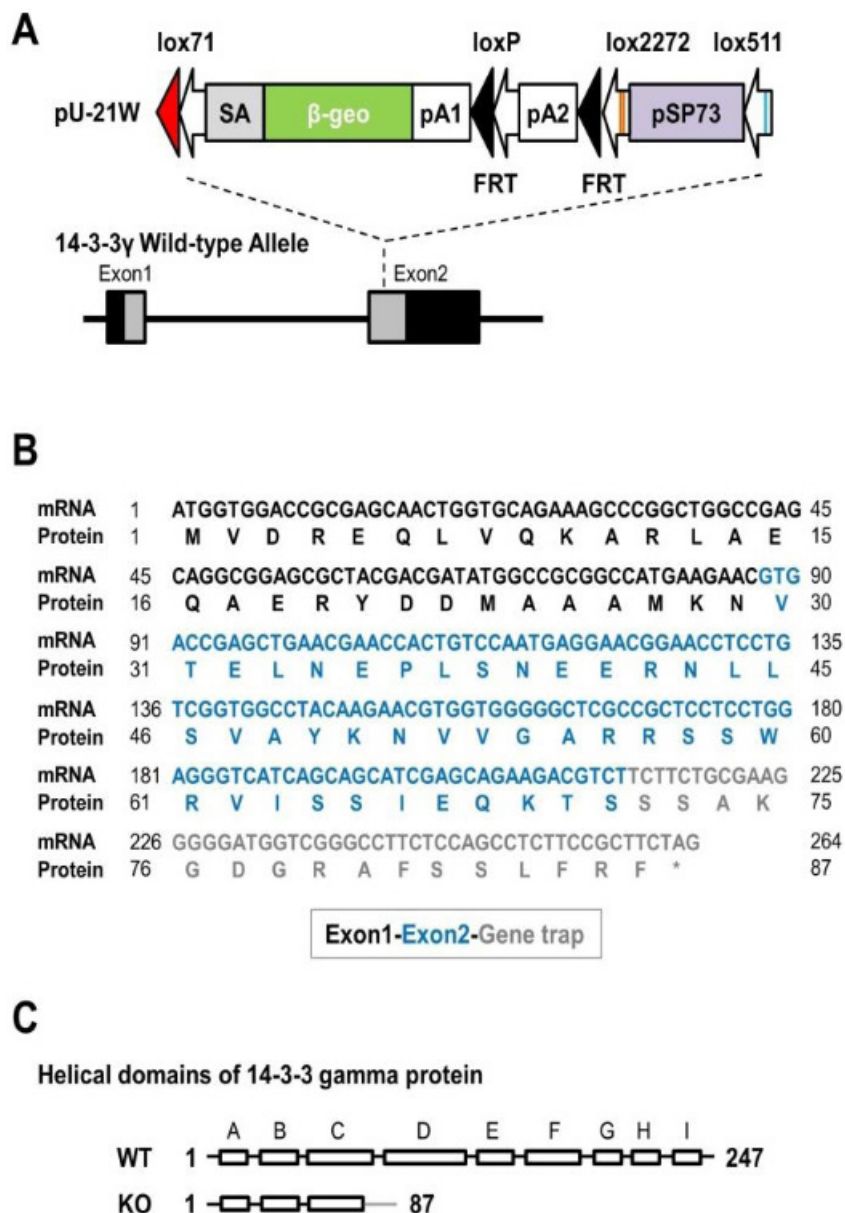 A
lox71 loxP lox2272 lox511
pU-21W SA β-geo pA1 pA2 pSP73
FRT FRT
14-3-3γ Wild-type Allele
Exon1 Exon2
B
mRNA 1 ATGGTGGACCGCGAGCAACTGGTGCAGAAAGCCCGGCTGGCCGAG 45
Protein 1 M V D R E Q L V Q K A R L A E 15
mRNA 45 CAGGCGGAGCGCTACGACGATATGGCCGCGGCCATGAAGAACGTG 90
Protein 16 Q A E R Y D D M A A A M K N V 30
mRNA 91 ACCGAGCTGAACGAACCACTGTCCAATGAGGAACGGAACCTCCTG 135
Protein 31 T E L N E P L S N E E R N L L 45
mRNA 136 TCGGTGGCCTACAAGAACGTGGTGGGGGCTCGCCGCTCCTCCTGG 180
Protein 46 S V A Y K N V V G A R R S S W 60
mRNA 181 AGGGTCATCAGCAGCATCGAGCAGAAGACGTCTTCTTCTGCGAAG 225
Protein 61 R V I S S I E Q K T S S S A K 75
mRNA 226 GGGGATGGTCGGGCCTTCTCCAGCCTCTTCCGCTTCTAG 264
Protein 76 G D G R A F S S L F R F * 87
Exon1-Exon2-Gene trap
C
Helical domains of 14-3-3 gamma protein
A B C D E F G H I
WT 1 247
KO 1 87